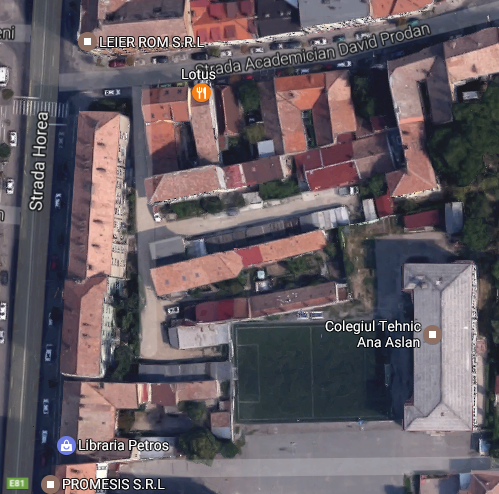 LEIER ROM S.R.L
Strada Academician David Prodan
Lotus
Strada Horea
Colegiul Tehnic
Ana Aslan
Libraria Petros
E81
PROMESIS S.R.L